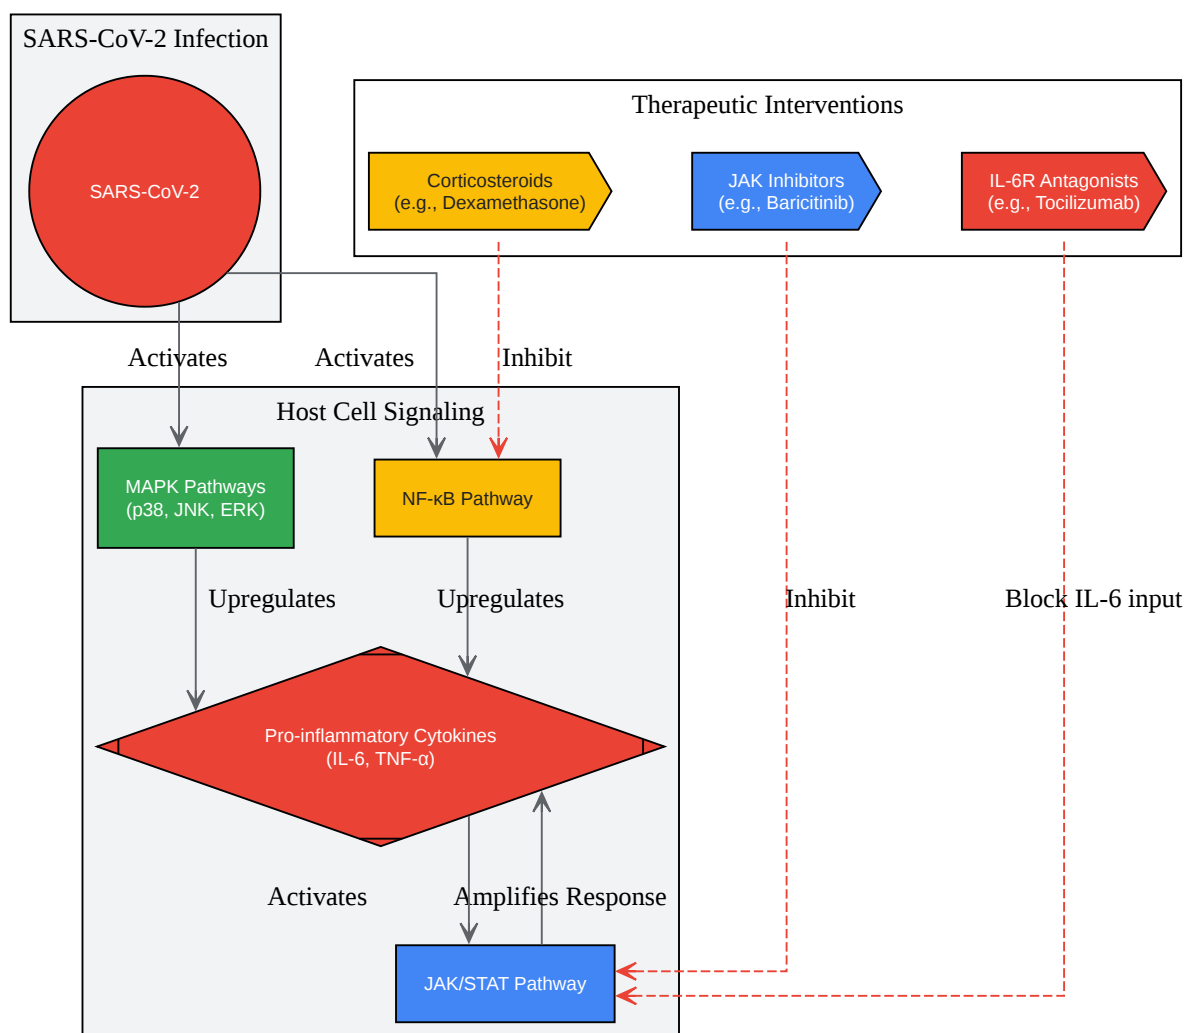 SARS-CoV-2 Infection
SARS-CoV-2
Therapeutic Interventions
Corticosteroids
(e.g., Dexamethasone)
JAK Inhibitors
(e.g., Baricitinib)
IL-6R Antagonists
(e.g., Tocilizumab)
Activates
Activates
Inhibit
Host Cell Signaling
MAPK Pathways
(p38, JNK, ERK)
NF-κB Pathway
Upregulates
Upregulates
Inhibit
Block IL-6 input
Pro-inflammatory Cytokines
(IL-6, TNF-α)
Activates
Amplifies Response
JAK/STAT Pathway